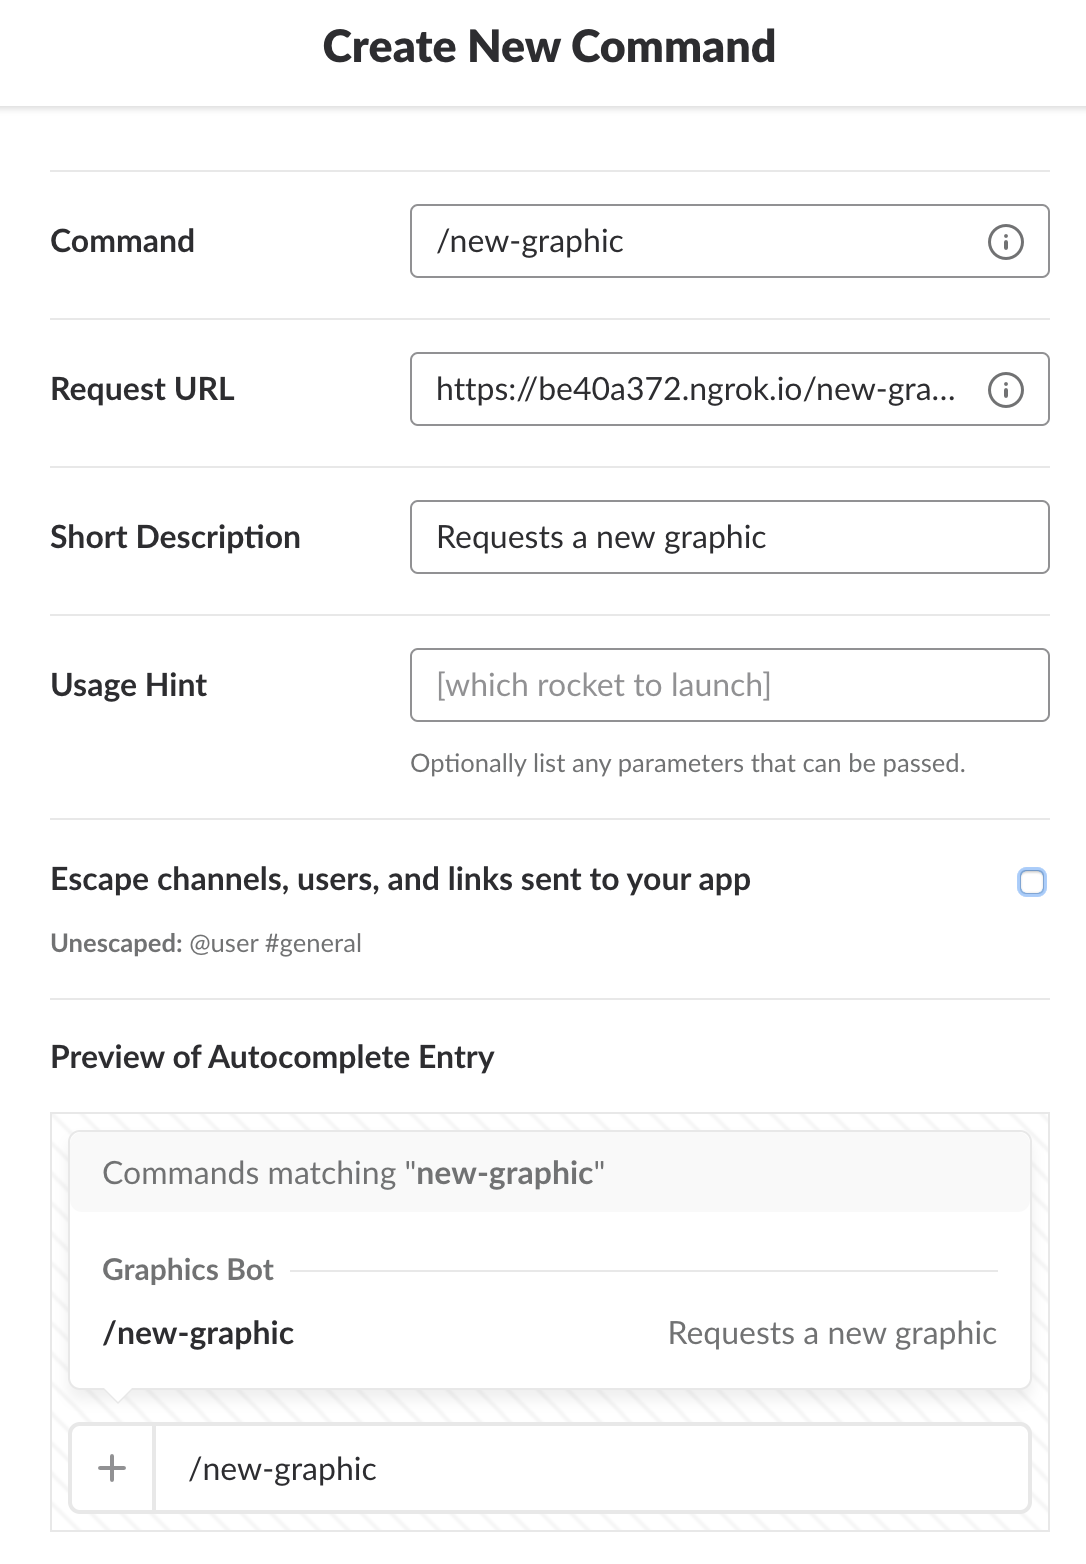 Create New Command
Command
/new-graphic
Request URL
https://be40a372.ngrok.io/new-gra...
Short Description
Requests a new graphic
Usage Hint
[which rocket to launch]
Optionally list any parameters that can be passed.
Escape channels, users, and links sent to your app
Unescaped: @user #general
Preview of Autocomplete Entry
Commands matching "new-graphic"
Graphics Bot
/new-graphic Requests a new graphic
/new-graphic